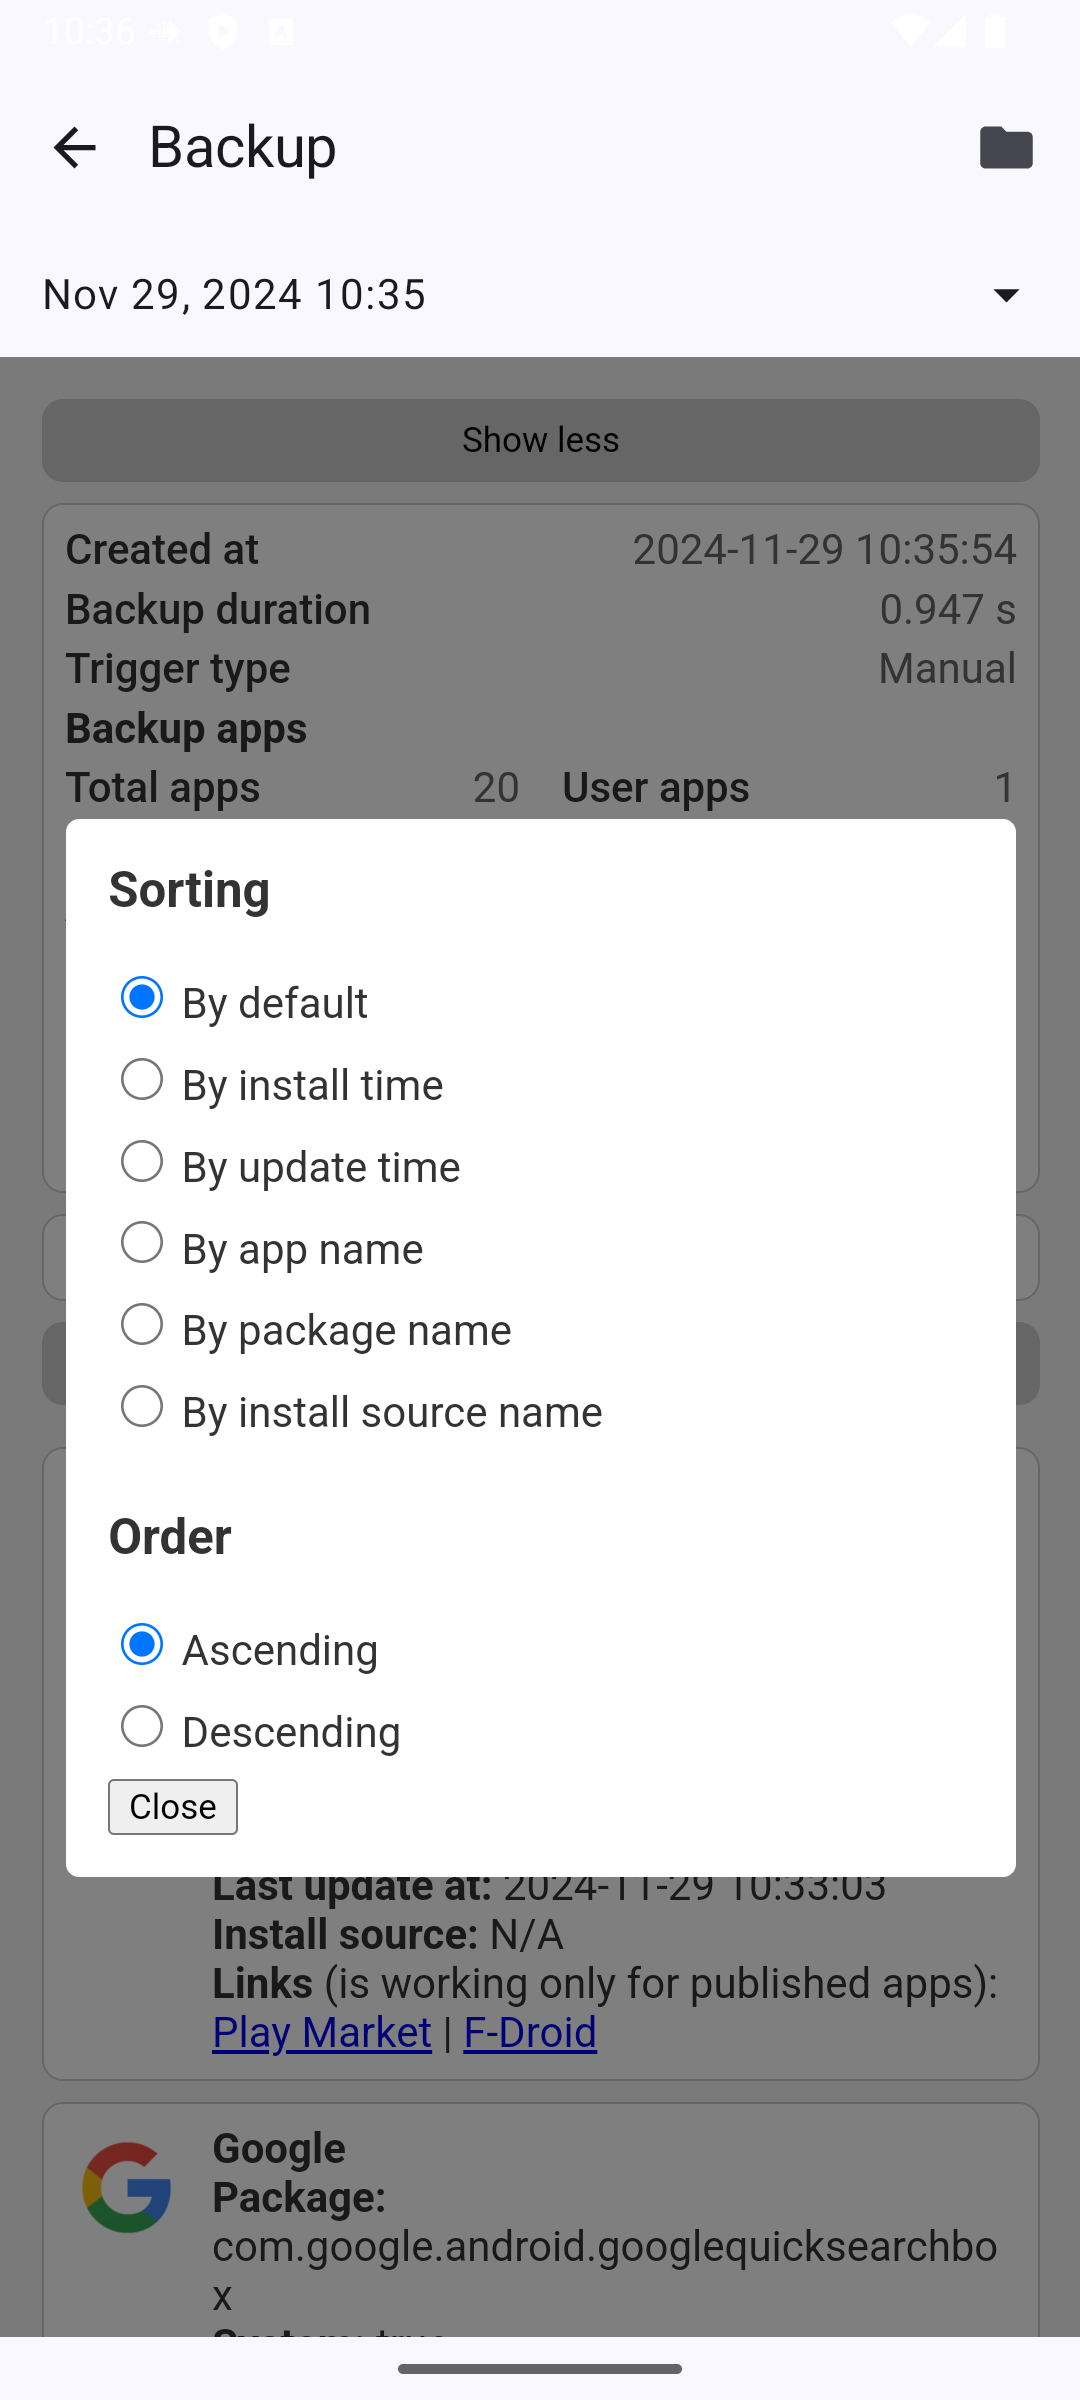 10:36
Backup
Nov 29, 2024 10:35
Show less
Created at 2024-11-29 10:35:54
Backup duration 0.947 s
Trigger type Manual
Backup apps
Total apps 20 User apps 1
Sorting
By default
By install time
By update time
By app name
By package name
By install source name
Order
Ascending
Descending
Close
Last update at: 2024-11-29 10:33:03
Install source: N/A
Links (is working only for published apps):
Play Market | F-Droid
Google
Package:
com.google.android.googlequicksearchbo
x
System: true